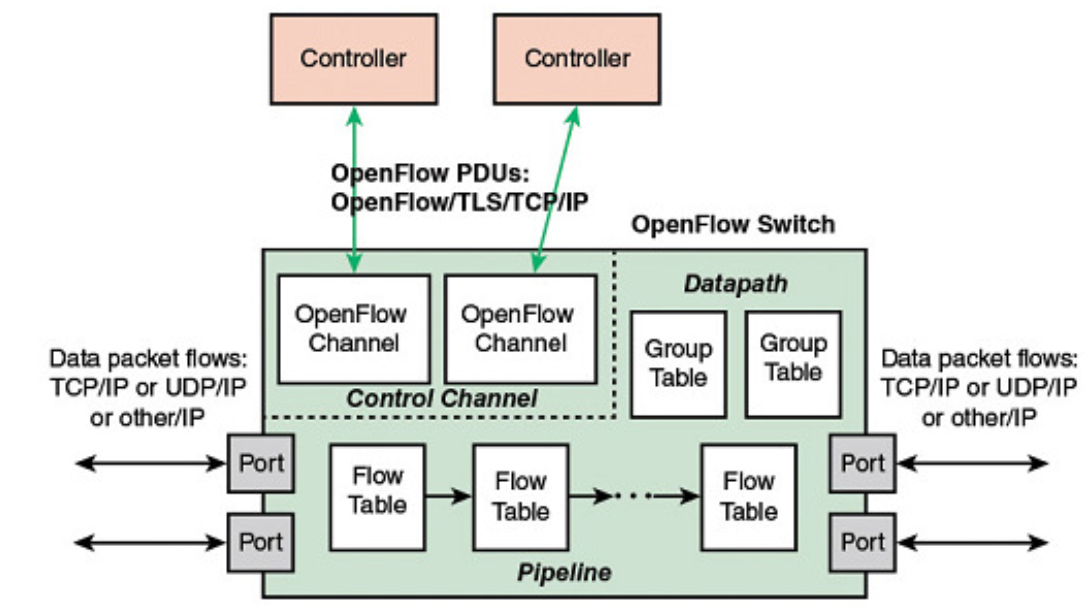 Controller
Controller
OpenFlow PDUs:
OpenFlow/TLS/TCP/IP
OpenFlow Switch
OpenFlow
Channel
OpenFlow
Channel
Control Channel
Datapath
Group
Table
Group
Table
Data packet flows:
TCP/IP or UDP/IP
or other/IP
Data packet flows:
TCP/IP or UDP/IP
or other/IP
Port
Port
Flow
Table
Flow
Table
Flow
Table
Port
Port
Pipeline